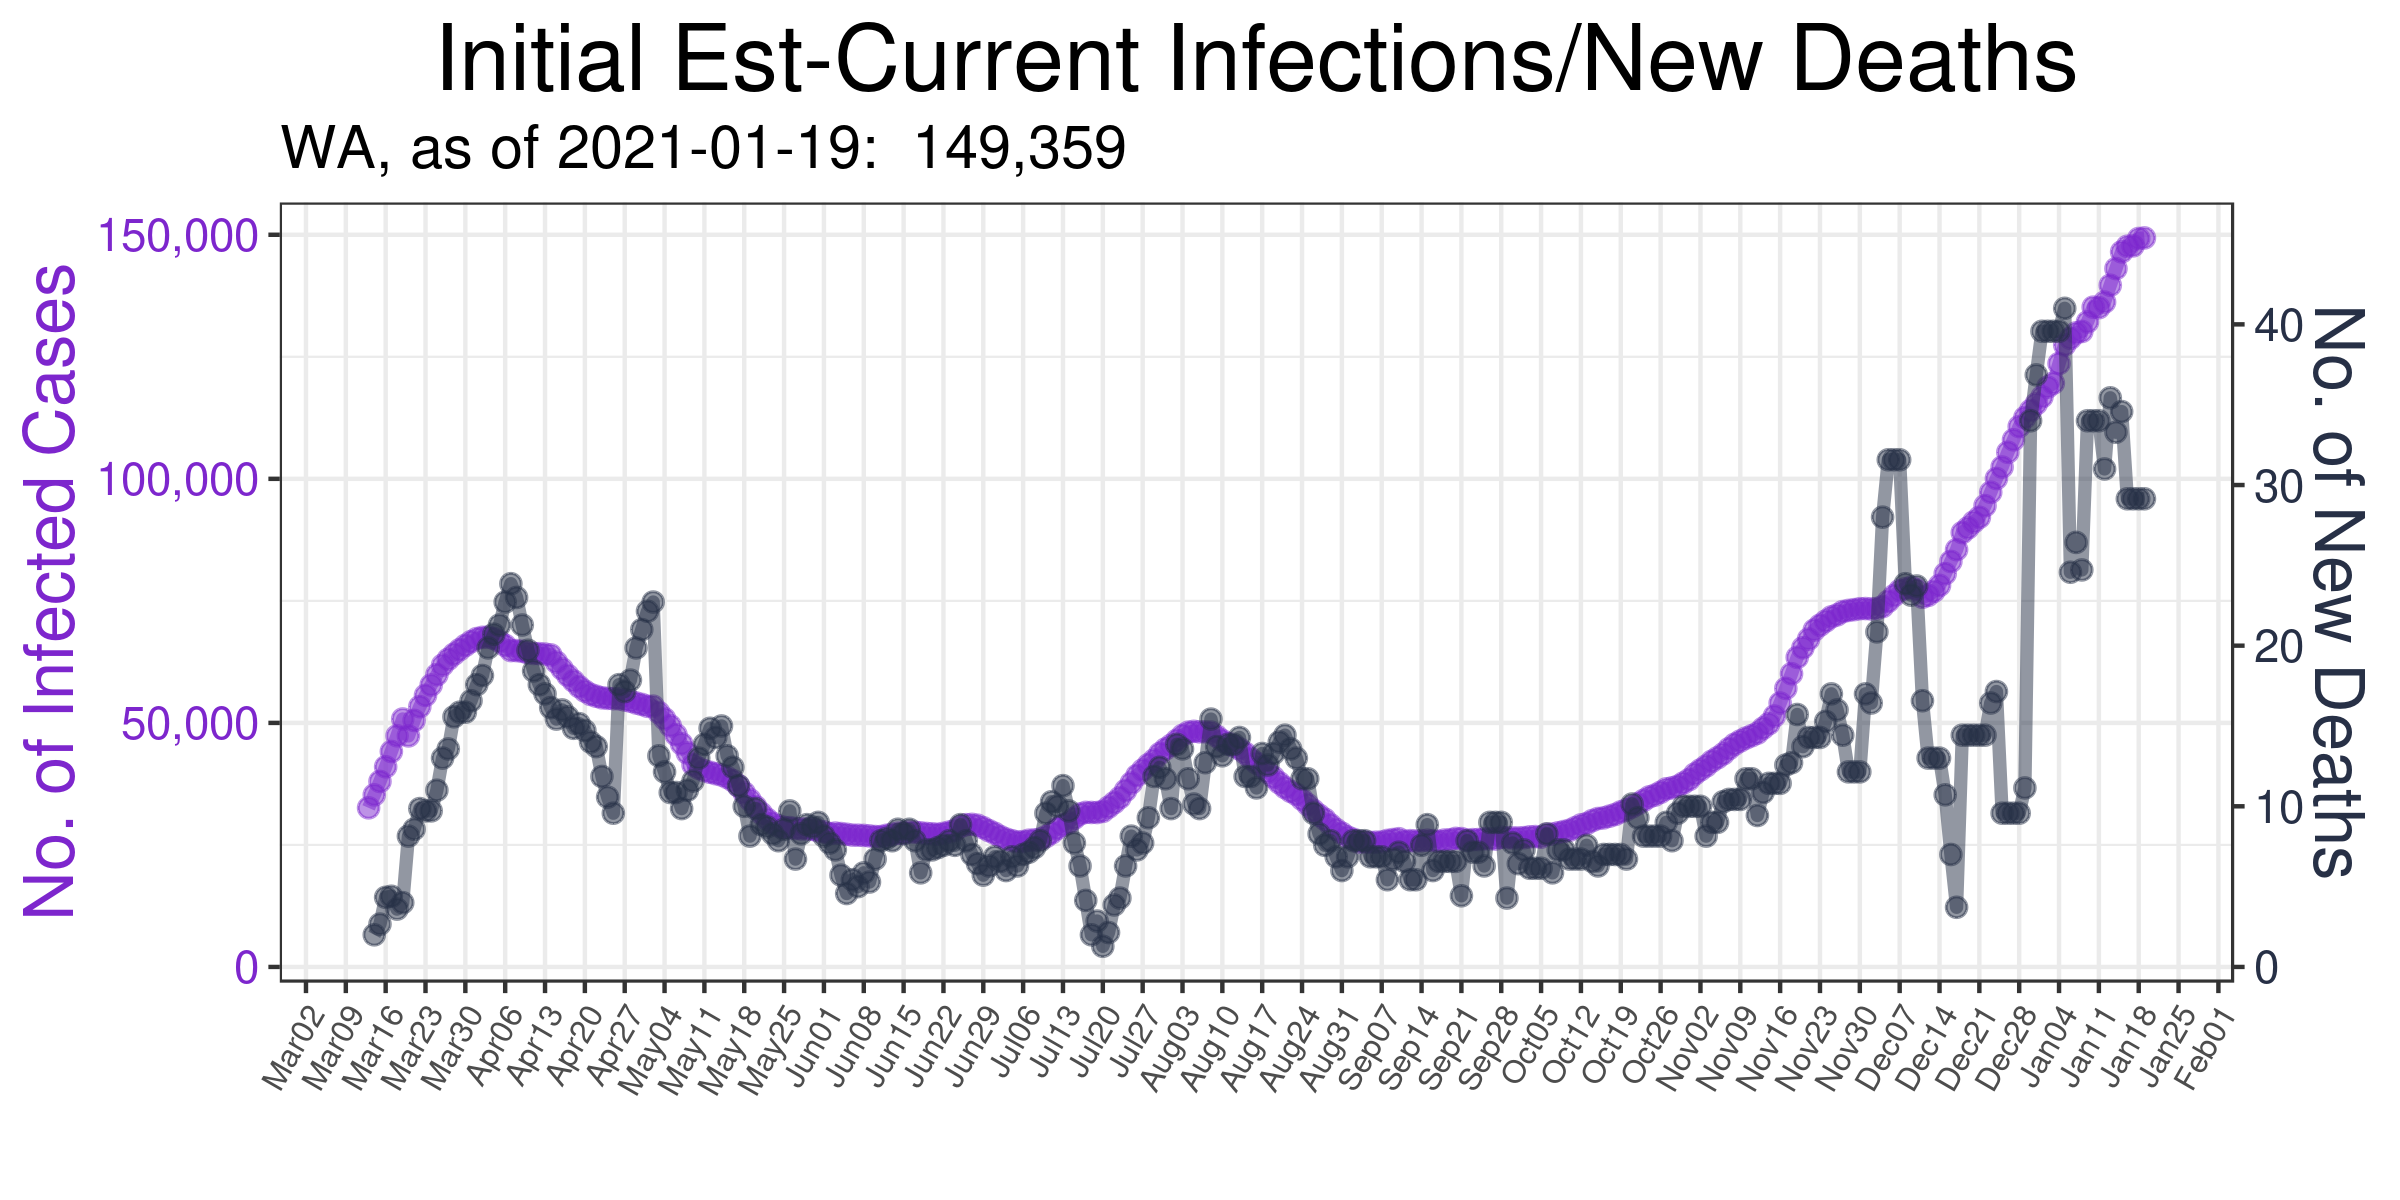 Initial Est-Current Infections/New Deaths
WA, as of 2021-01-19:  149,359
No. of Infected Cases
150,000
100,000
50,000
0
40
30
20
10
0
No. of New Deaths
Mar02
Mar09
Mar16
Mar23
Mar30
Apr06
Apr13
Apr20
Apr27
May04
May11
May18
May25
Jun01
Jun08
Jun15
Jun22
Jun29
Jul06
Jul13
Jul20
Jul27
Aug03
Aug10
Aug17
Aug24
Aug31
Sep07
Sep14
Sep21
Sep28
Oct05
Oct12
Oct19
Oct26
Nov02
Nov09
Nov16
Nov23
Nov30
Dec07
Dec14
Dec21
Dec28
Jan04
Jan11
Jan18
Jan25
Feb01